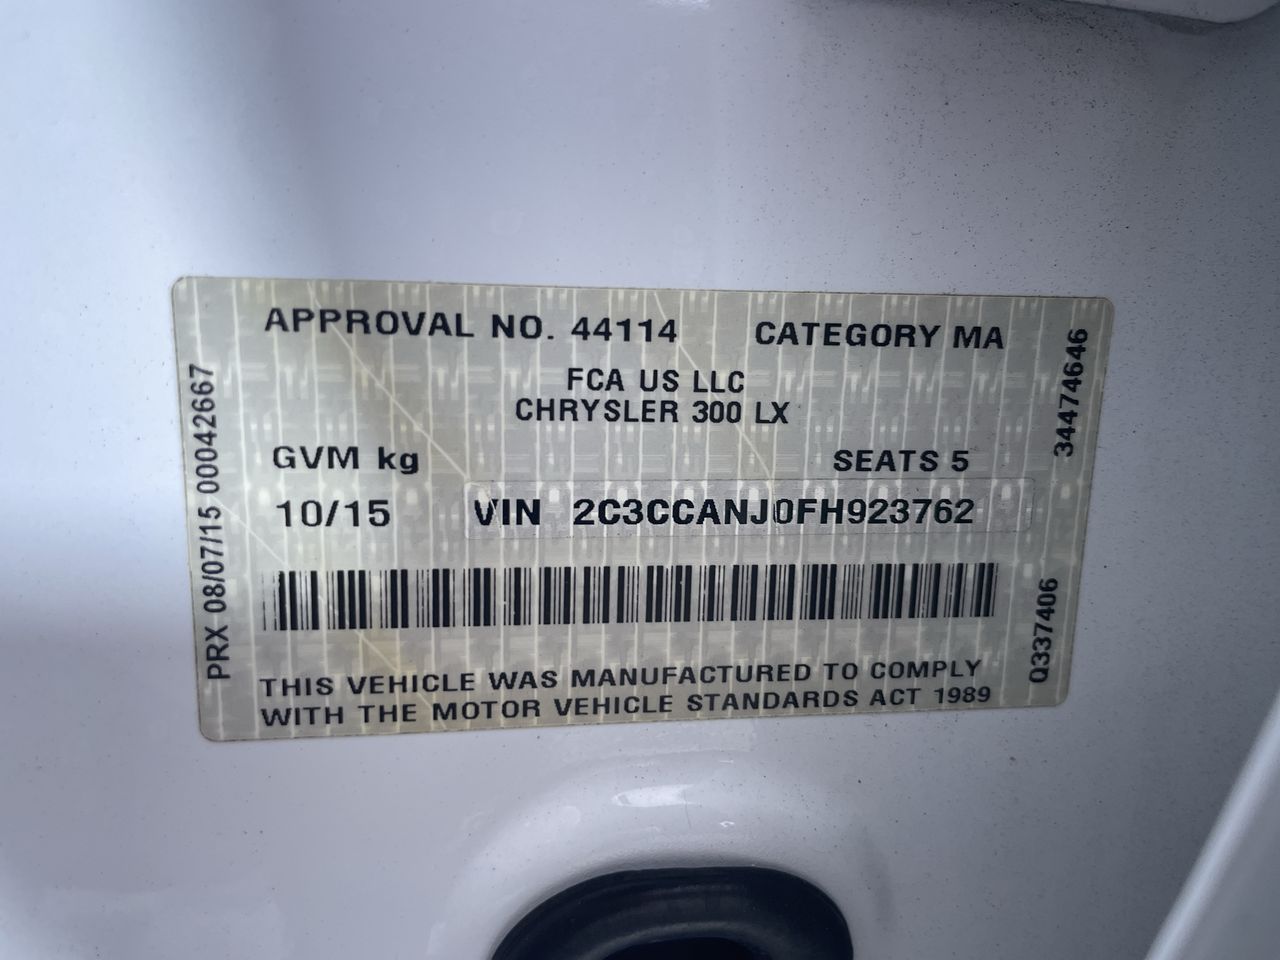 APPROVAL NO. 44114 CATEGORY MA
FCA US LLC
CHRYSLER 300 LX
GVM kg SEATS 5
10/15 VIN 2C3CCANJ0FH923762
THIS VEHICLE WAS MANUFACTURED TO COMPLY
WITH THE MOTOR VEHICLE STANDARDS ACT 1989
PRX 08/07/15 00042667
34474646
Q337406